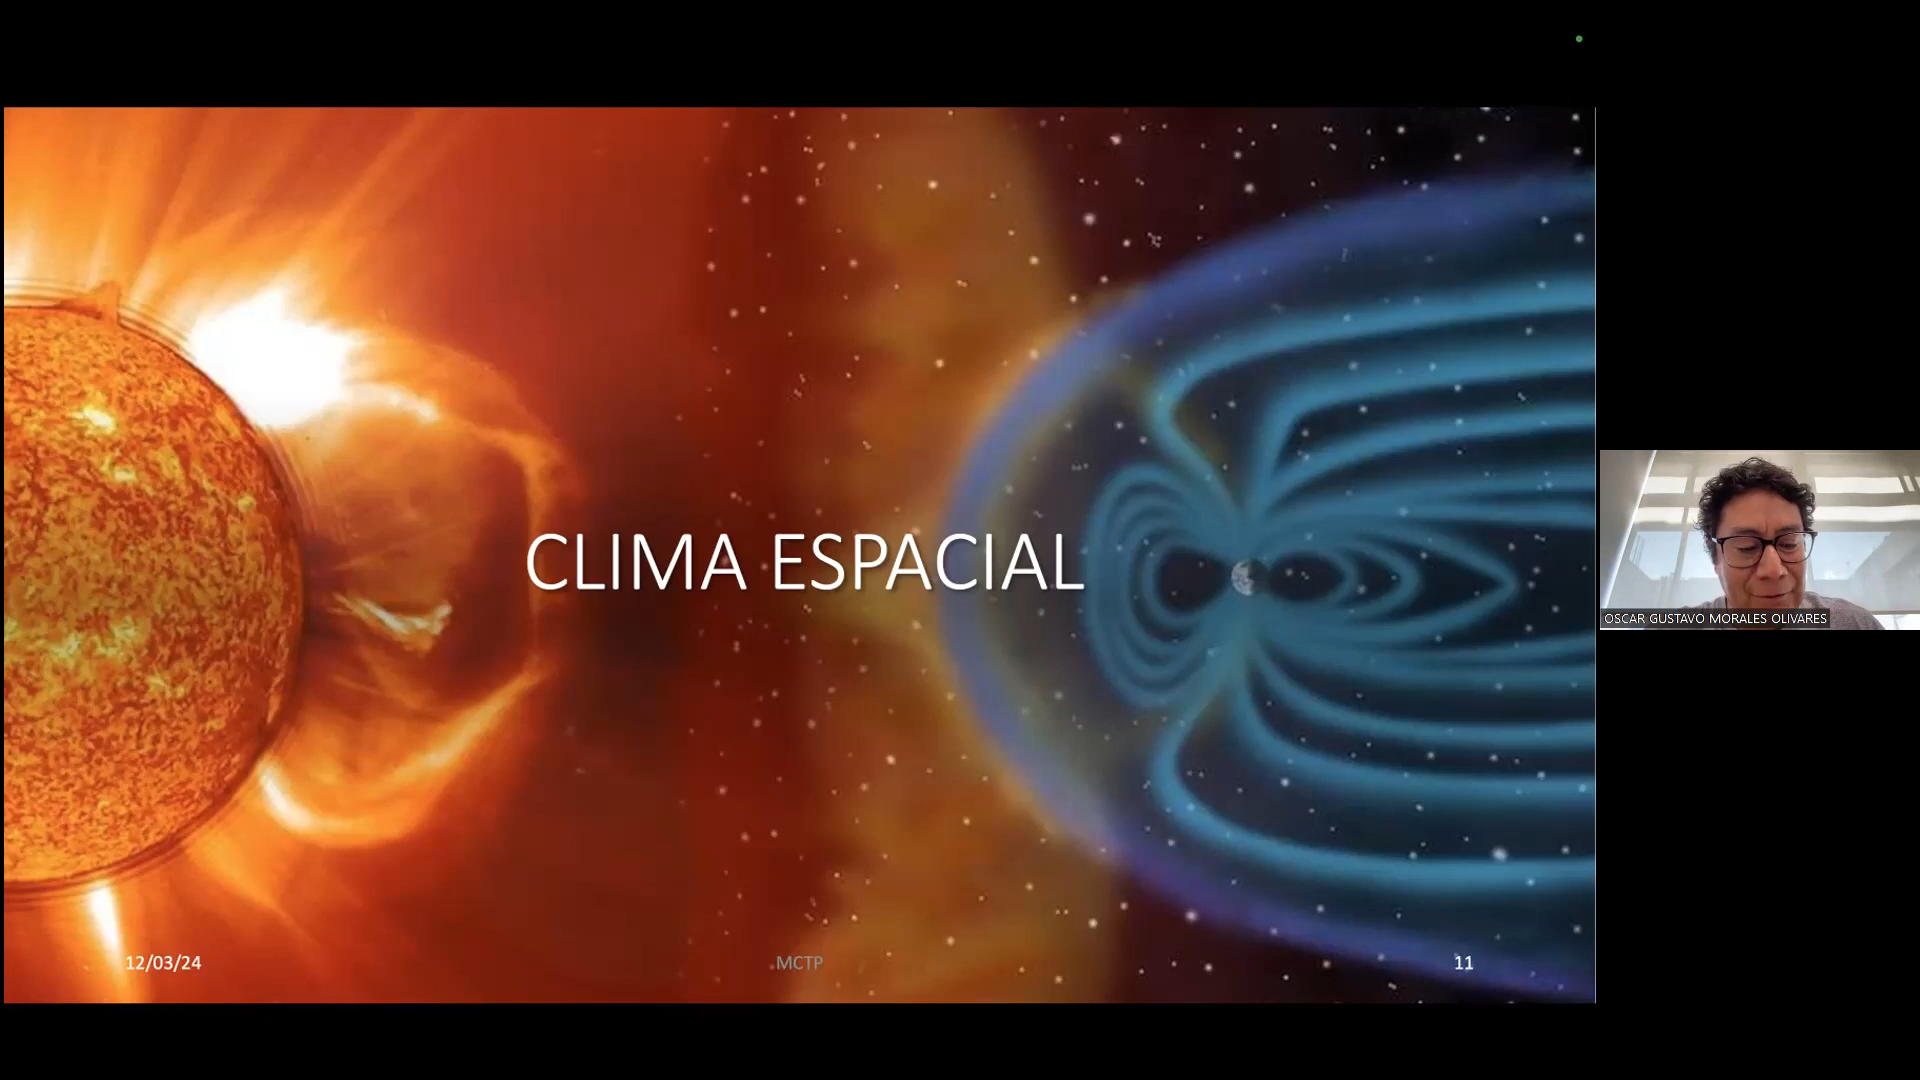 CLIMA ESPACIAL
OSCAR GUSTAVO MORALES OLIVARES
12/03/24
MCTP
11